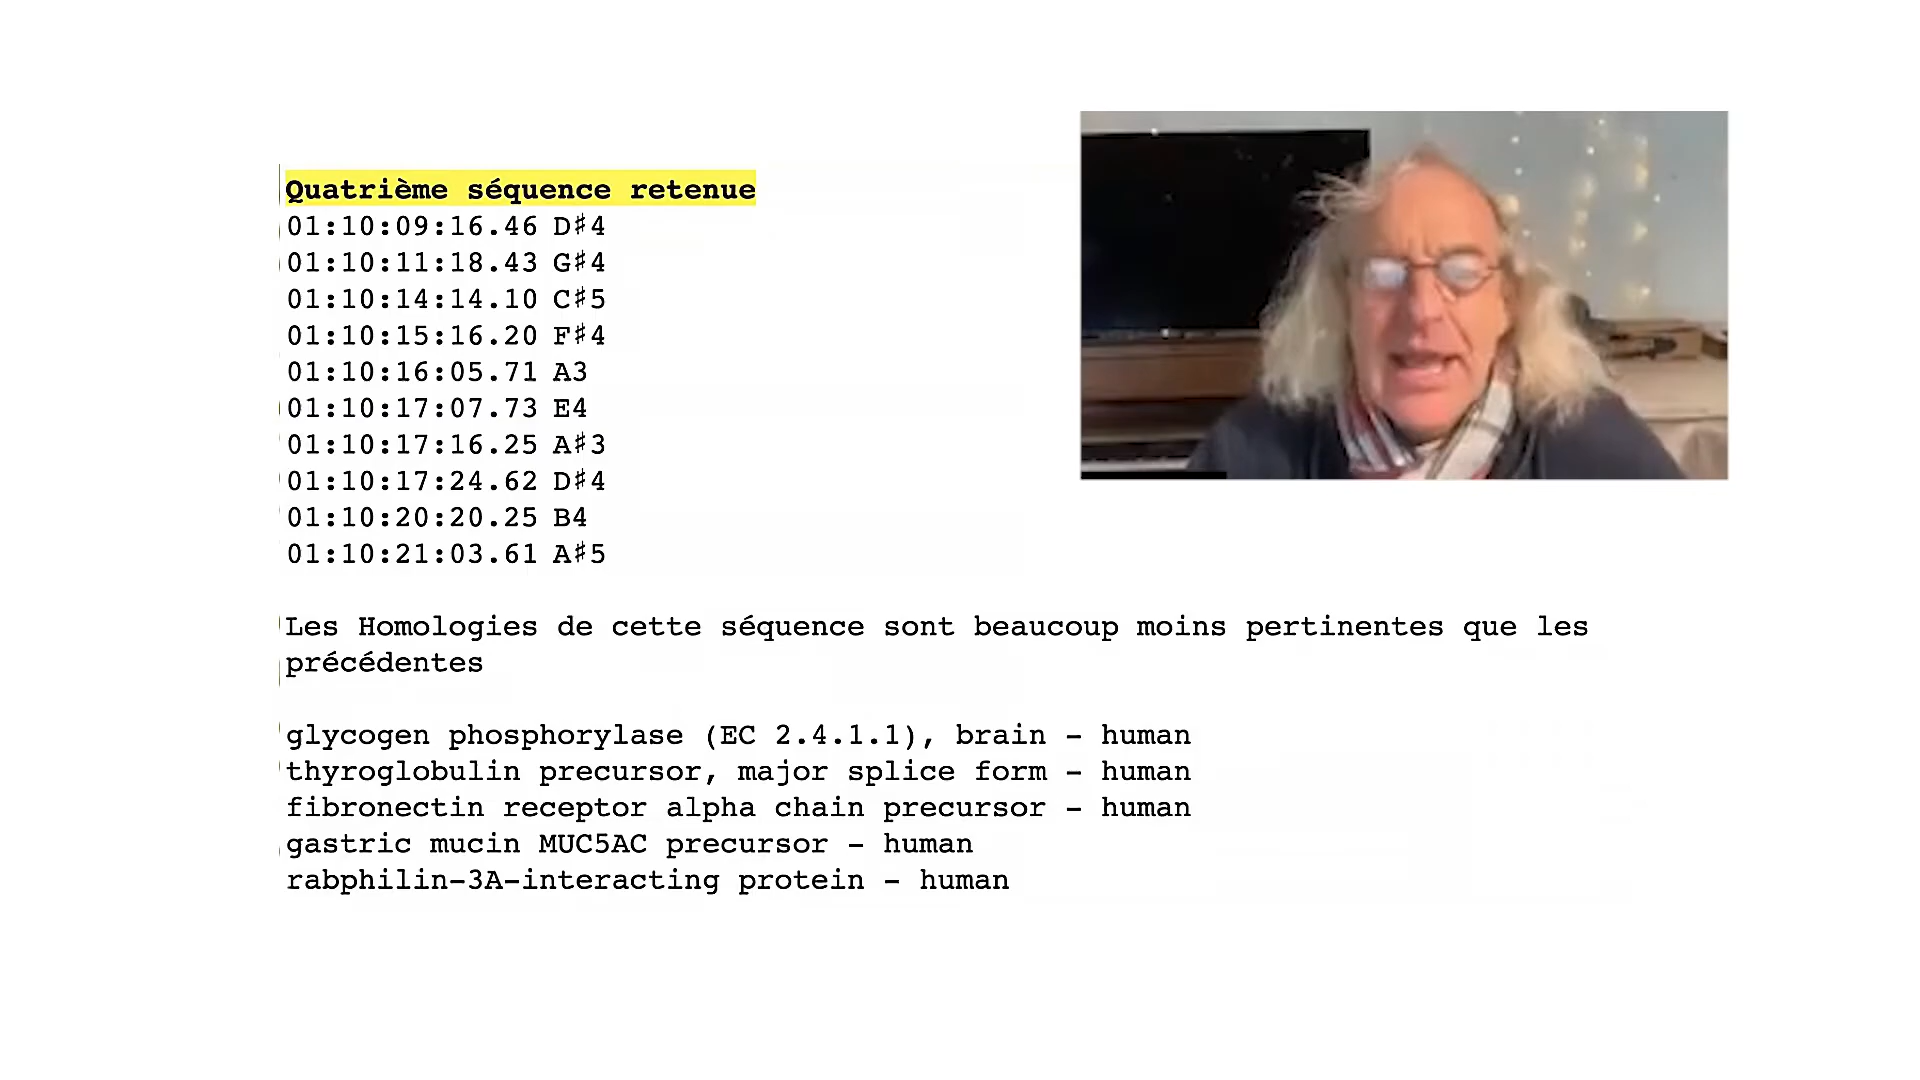 Quatrième séquence retenue
01:10:09:16.46 D♯4
01:10:11:18.43 G♯4
01:10:14:14.10 C♯5
01:10:15:16.20 F♯4
01:10:16:05.71 A3
01:10:17:07.73 E4
01:10:17:16.25 A♯3
01:10:17:24.62 D♯4
01:10:20:20.25 B4
01:10:21:03.61 A♯5
Les Homologies de cette séquence sont beaucoup moins pertinentes que les
précédentes
glycogen phosphorylase (EC 2.4.1.1), brain – human
thyroglobulin precursor, major splice form – human
fibronectin receptor alpha chain precursor – human
gastric mucin MUC5AC precursor – human
rabphilin-3A-interacting protein – human